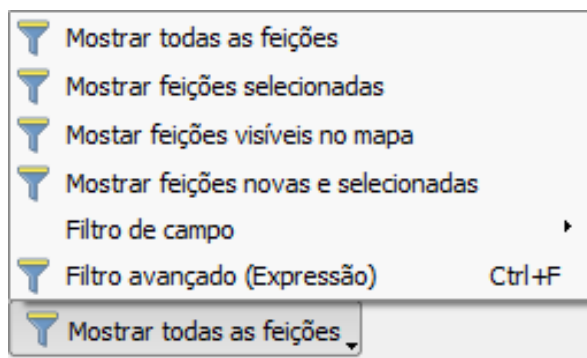 Mostrar todas as feições
Mostrar feições selecionadas
Mostar feições visíveis no mapa
Mostrar feições novas e selecionadas
Filtro de campo
Filtro avançado (Expressão) Ctrl+F
Mostrar todas as feições